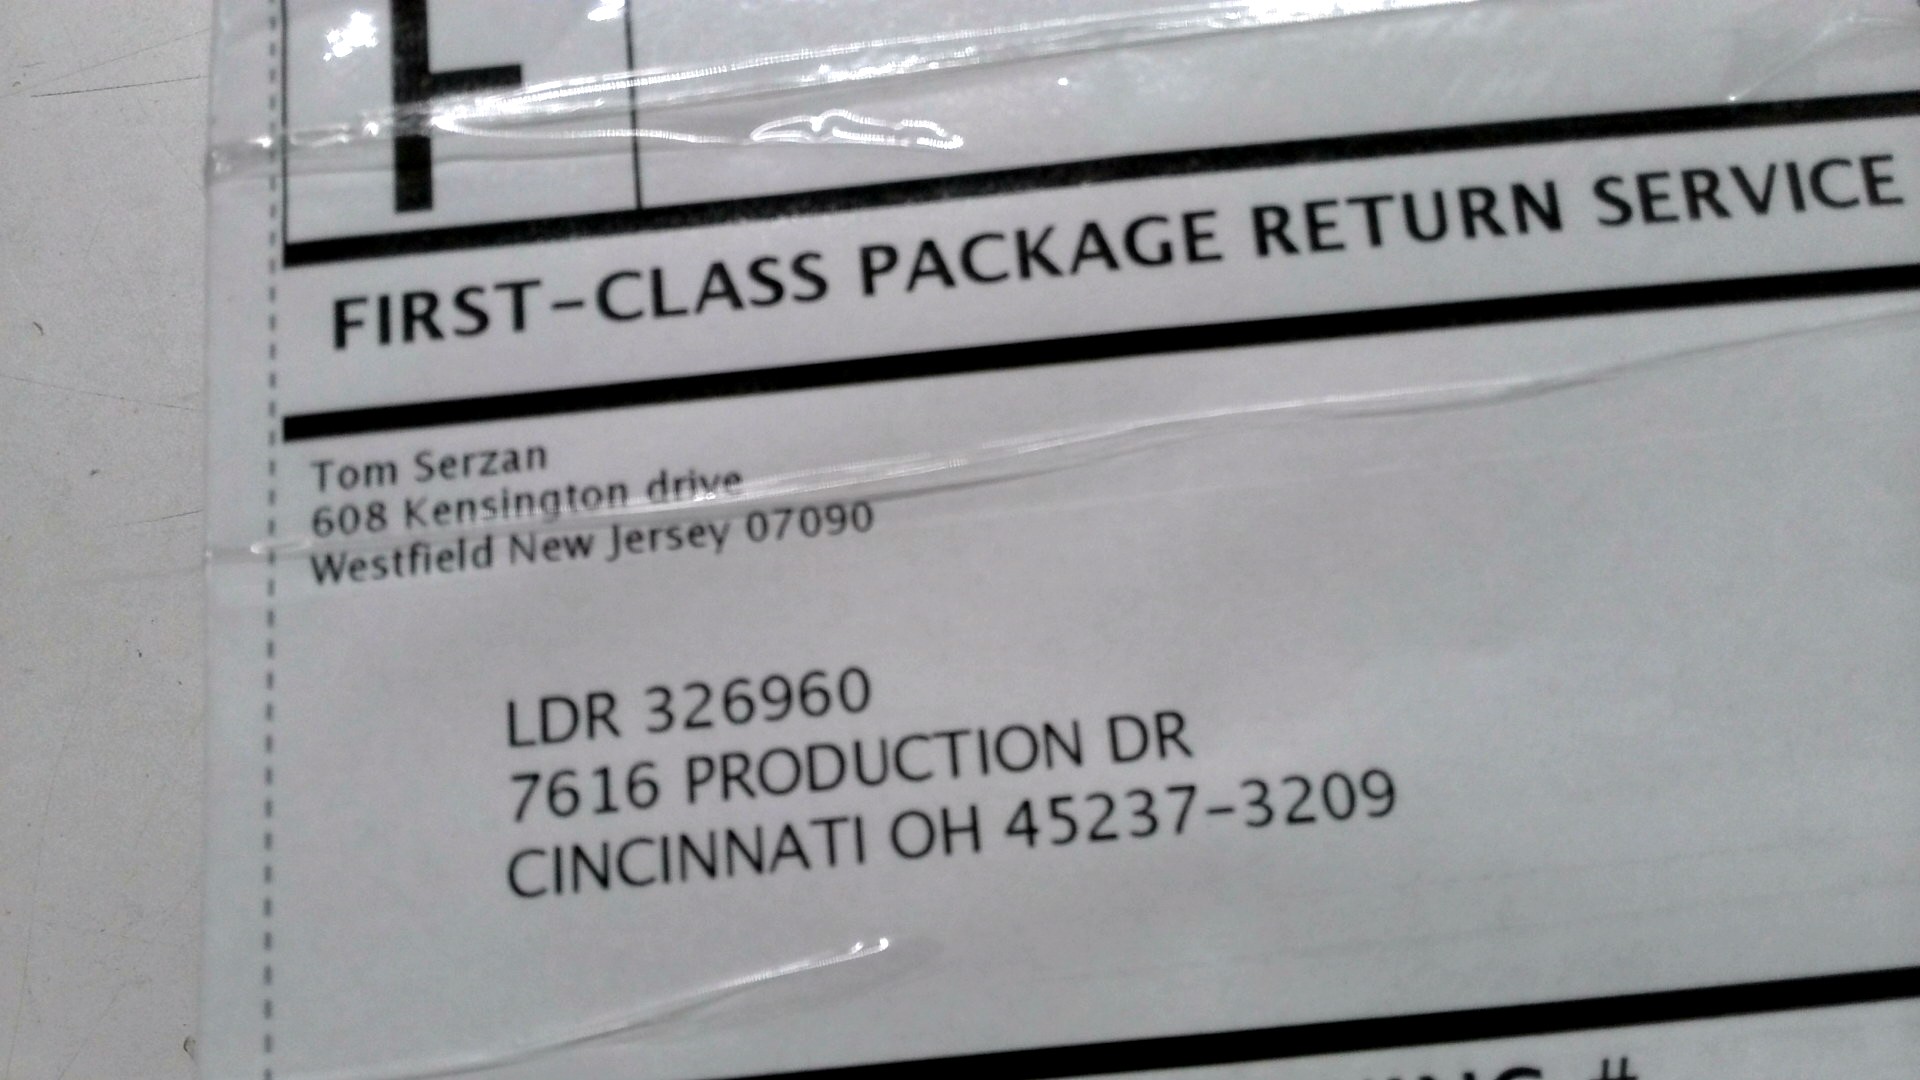 F
FIRST-CLASS PACKAGE RETURN SERVICE
Tom Serzan
608 Kensington drive
Westfield New Jersey 07090
LDR 326960
7616 PRODUCTION DR
CINCINNATI OH 45237-3209
#